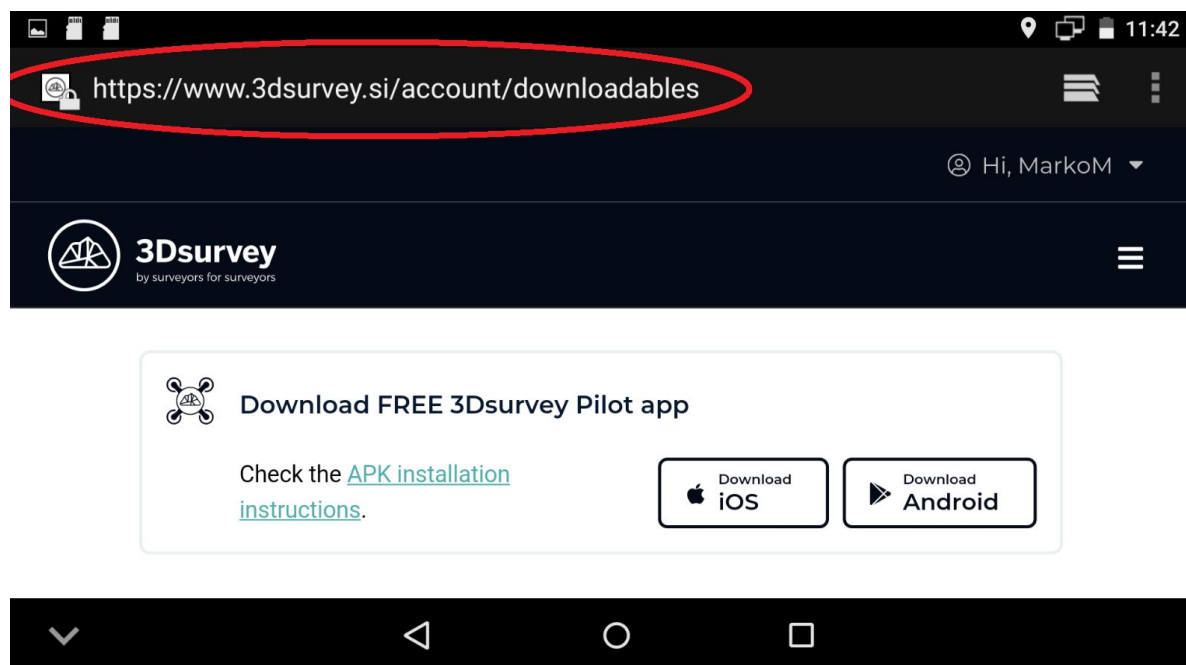 11:42
https://www.3dsurvey.si/account/downloadables
Hi, MarkoM
3Dsurvey
by surveyors for surveyors
Download FREE 3Dsurvey Pilot app
Check the APK installation
instructions.
Download
iOS
Download
Android